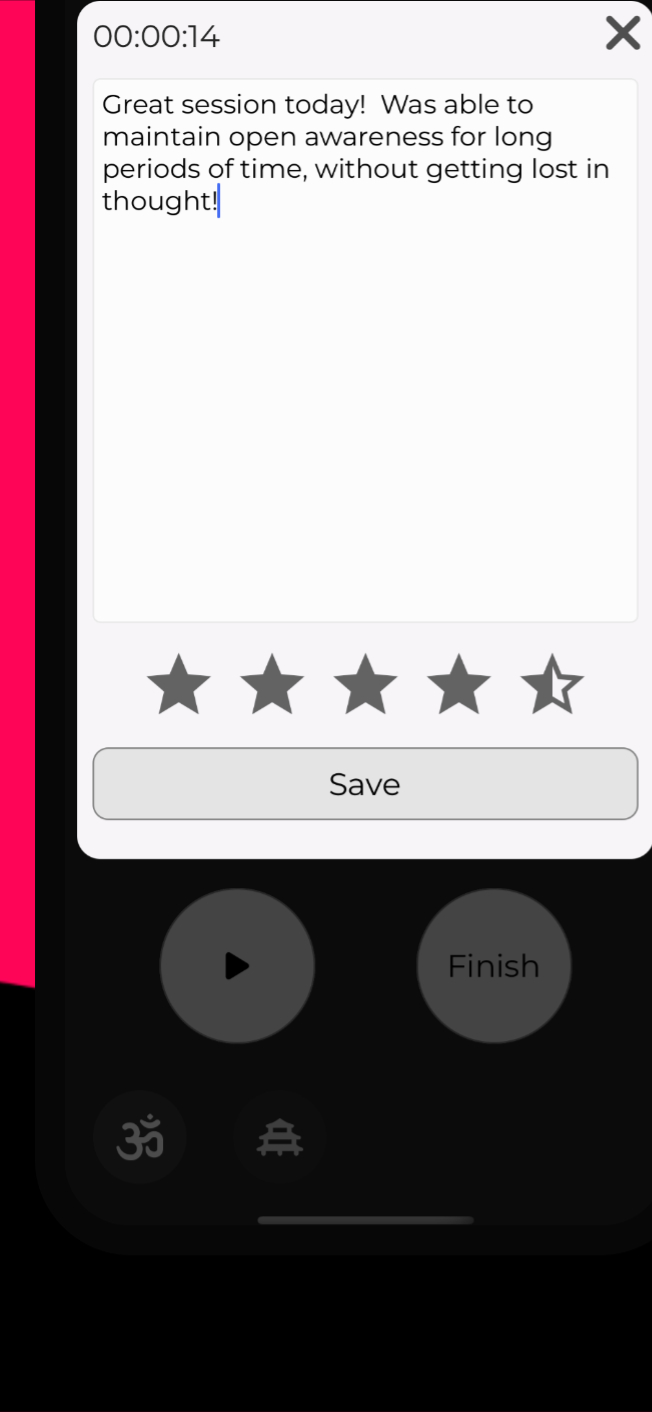 00:00:14
Great session today!  Was able to
maintain open awareness for long
periods of time, without getting lost in
thought!
Save
Finish
ॐ